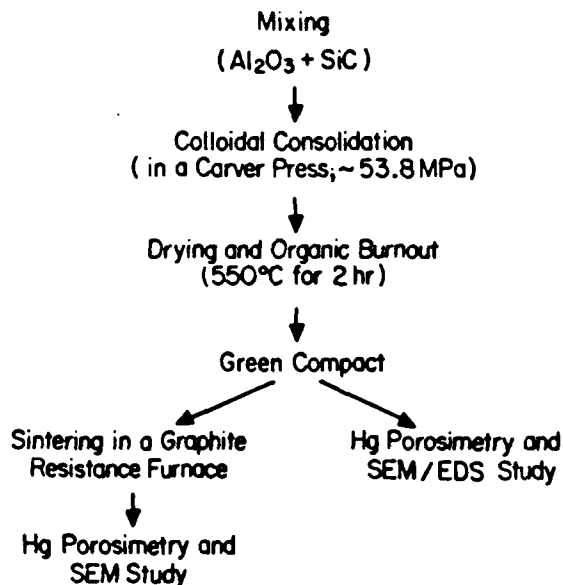 Mixing
(Al₂O₃ + SiC)
Colloidal Consolidation
( in a Carver Press; ~ 53.8 MPa)
Drying and Organic Burnout
(550°C for 2 hr)
Green Compact
Sintering in a Graphite
Resistance Furnace
Hg Porosimetry and
SEM/EDS Study
Hg Porosimetry and
SEM Study